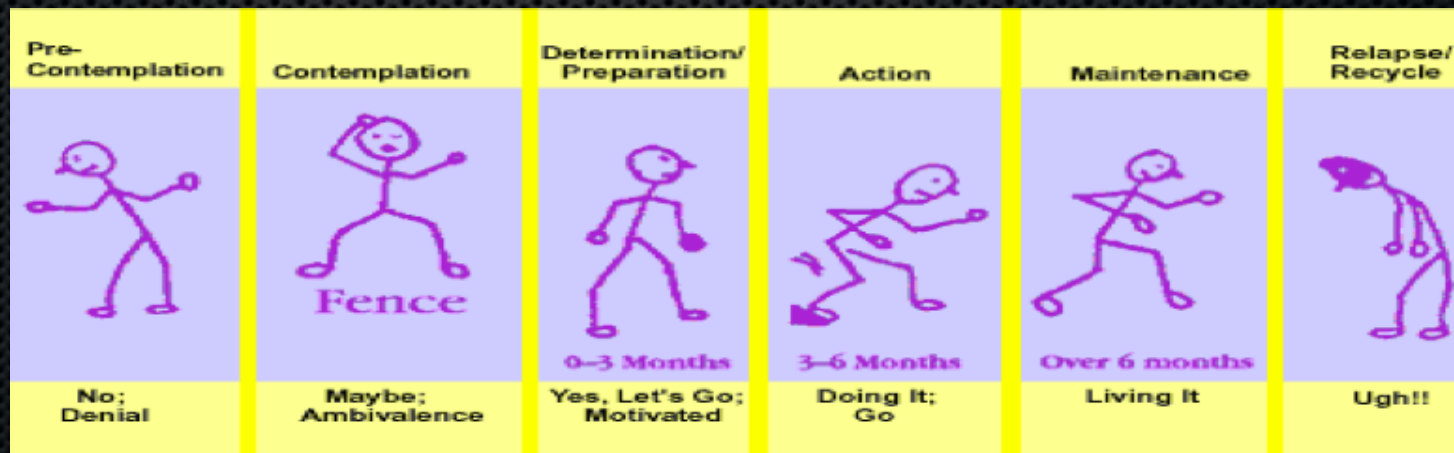 Pre-
Contemplation
Contemplation
Determination/
Preparation
Action
Maintenance
Relapse/
Recycle
Fence
0–3 Months
3–6 Months
Over 6 months
No;
Denial
Maybe;
Ambivalence
Yes, Let's Go;
Motivated
Doing It;
Go
Living It
Ugh!!